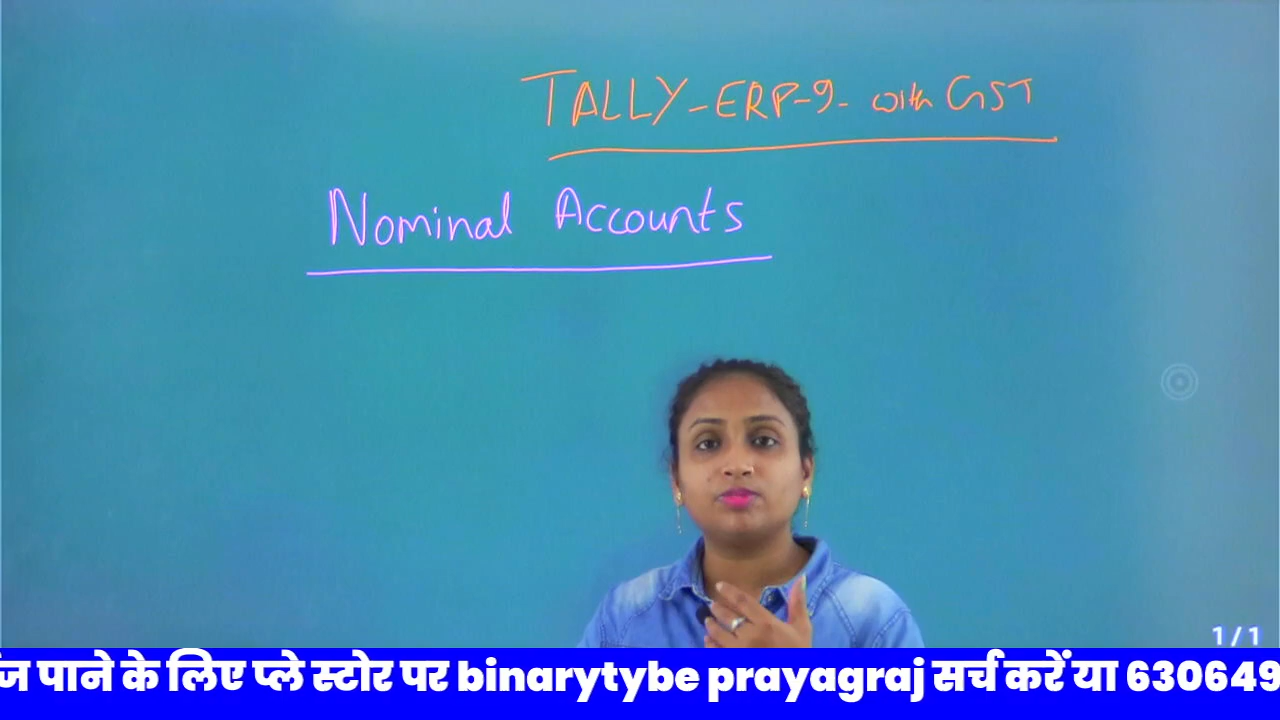 TALLY-ERP-9- with GST
Nominal Accounts
1 / 1
पाने के लिए प्ले स्टोर पर binarytybe prayagraj सर्च करें या 630649